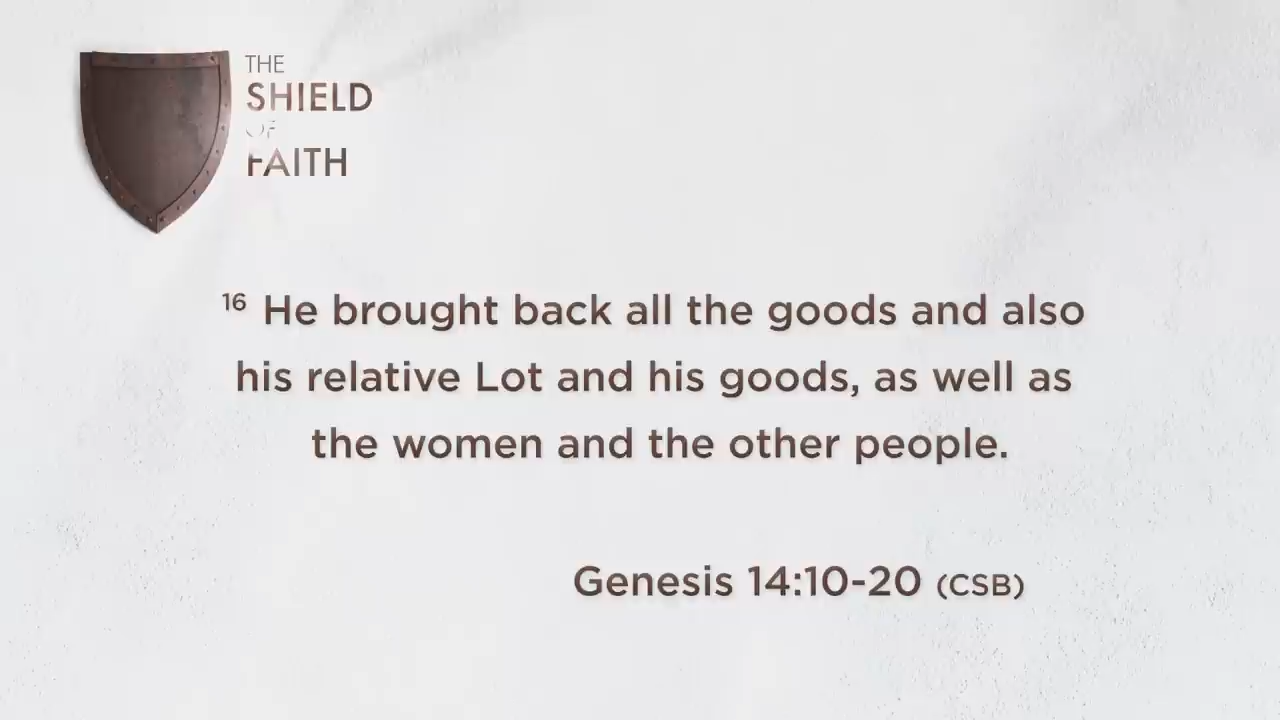 THE
SHIELD
OF
FAITH
16 He brought back all the goods and also
his relative Lot and his goods, as well as
the women and the other people.
Genesis 14:10-20 (CSB)